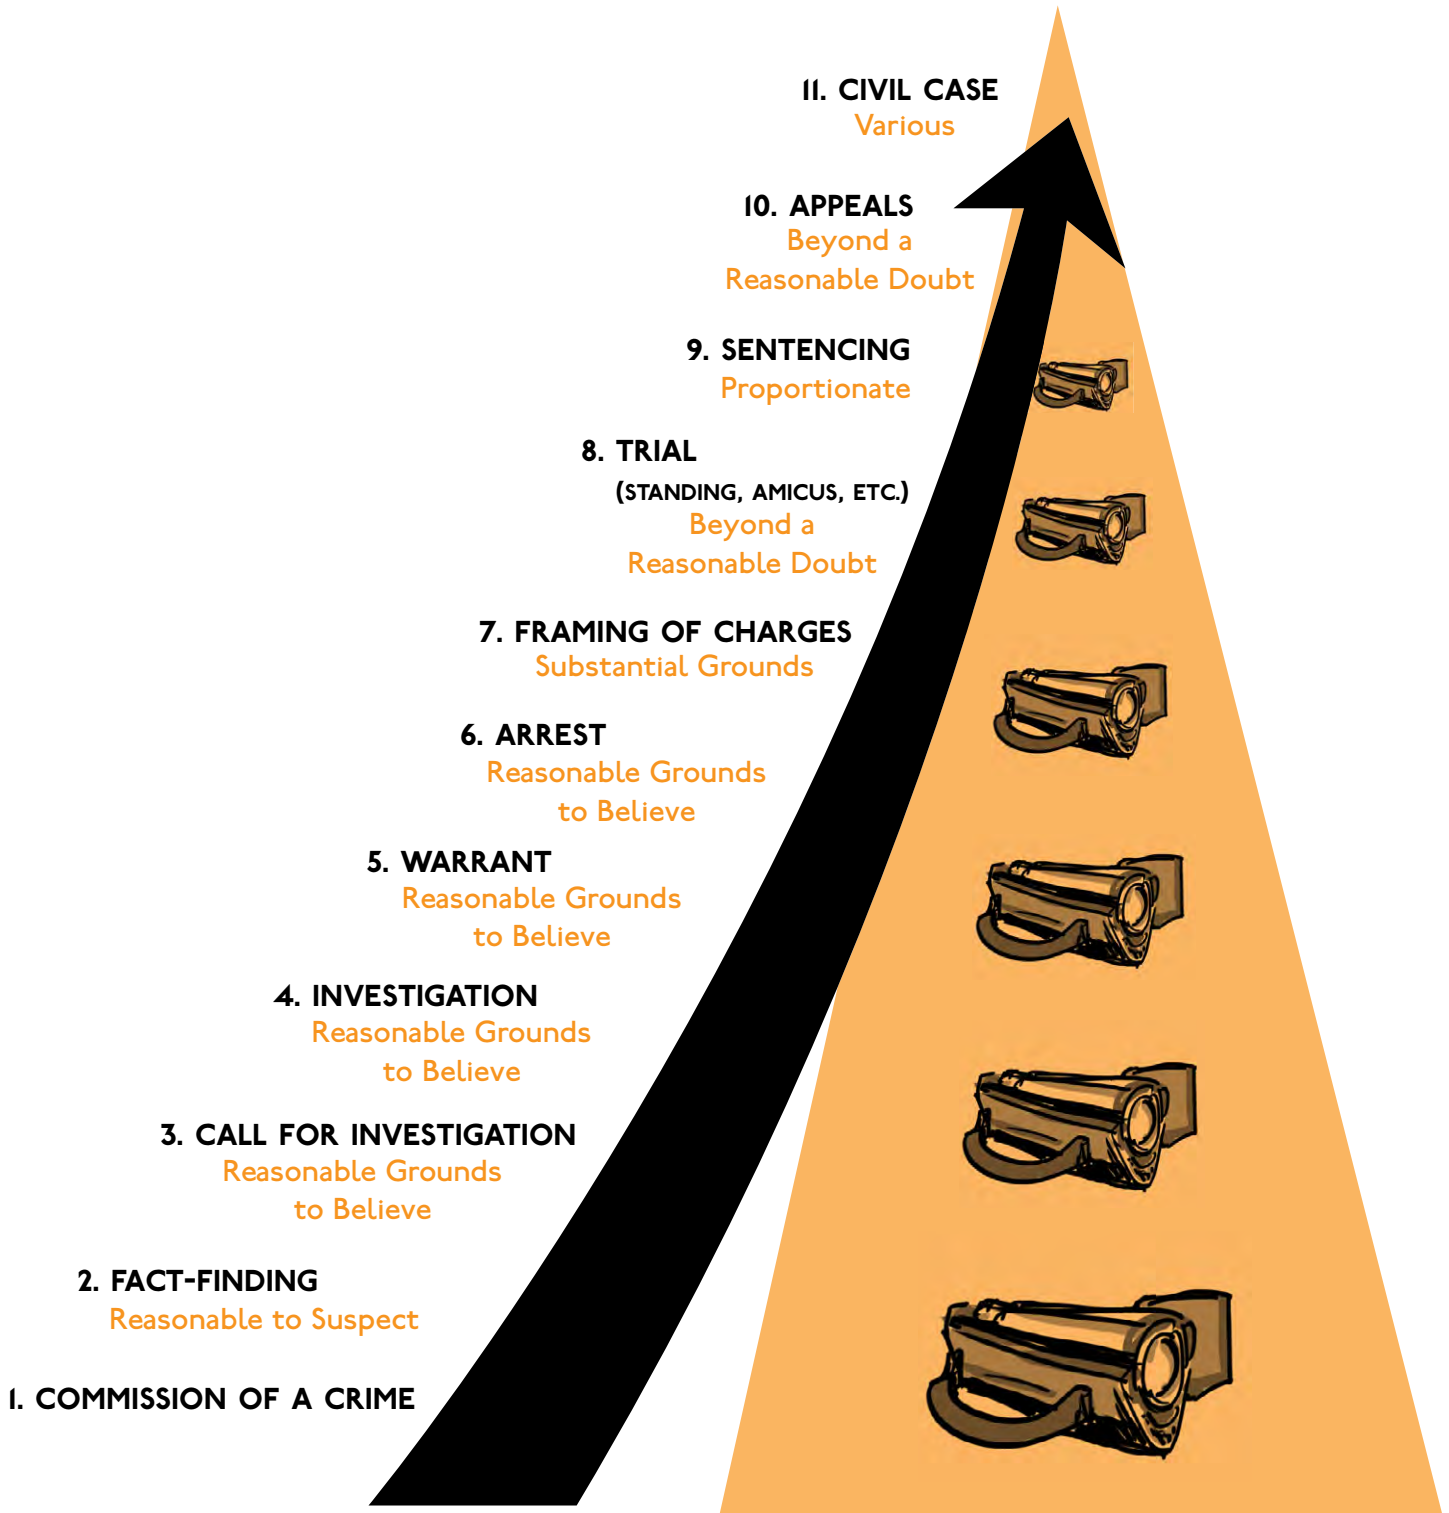 11. CIVIL CASE
Various
10. APPEALS
Beyond a
Reasonable Doubt
9. SENTENCING
Proportionate
8. TRIAL
(STANDING, AMICUS, ETC.)
Beyond a
Reasonable Doubt
7. FRAMING OF CHARGES
Substantial Grounds
6. ARREST
Reasonable Grounds
to Believe
5. WARRANT
Reasonable Grounds
to Believe
4. INVESTIGATION
Reasonable Grounds
to Believe
3. CALL FOR INVESTIGATION
Reasonable Grounds
to Believe
2. FACT-FINDING
Reasonable to Suspect
1. COMMISSION OF A CRIME